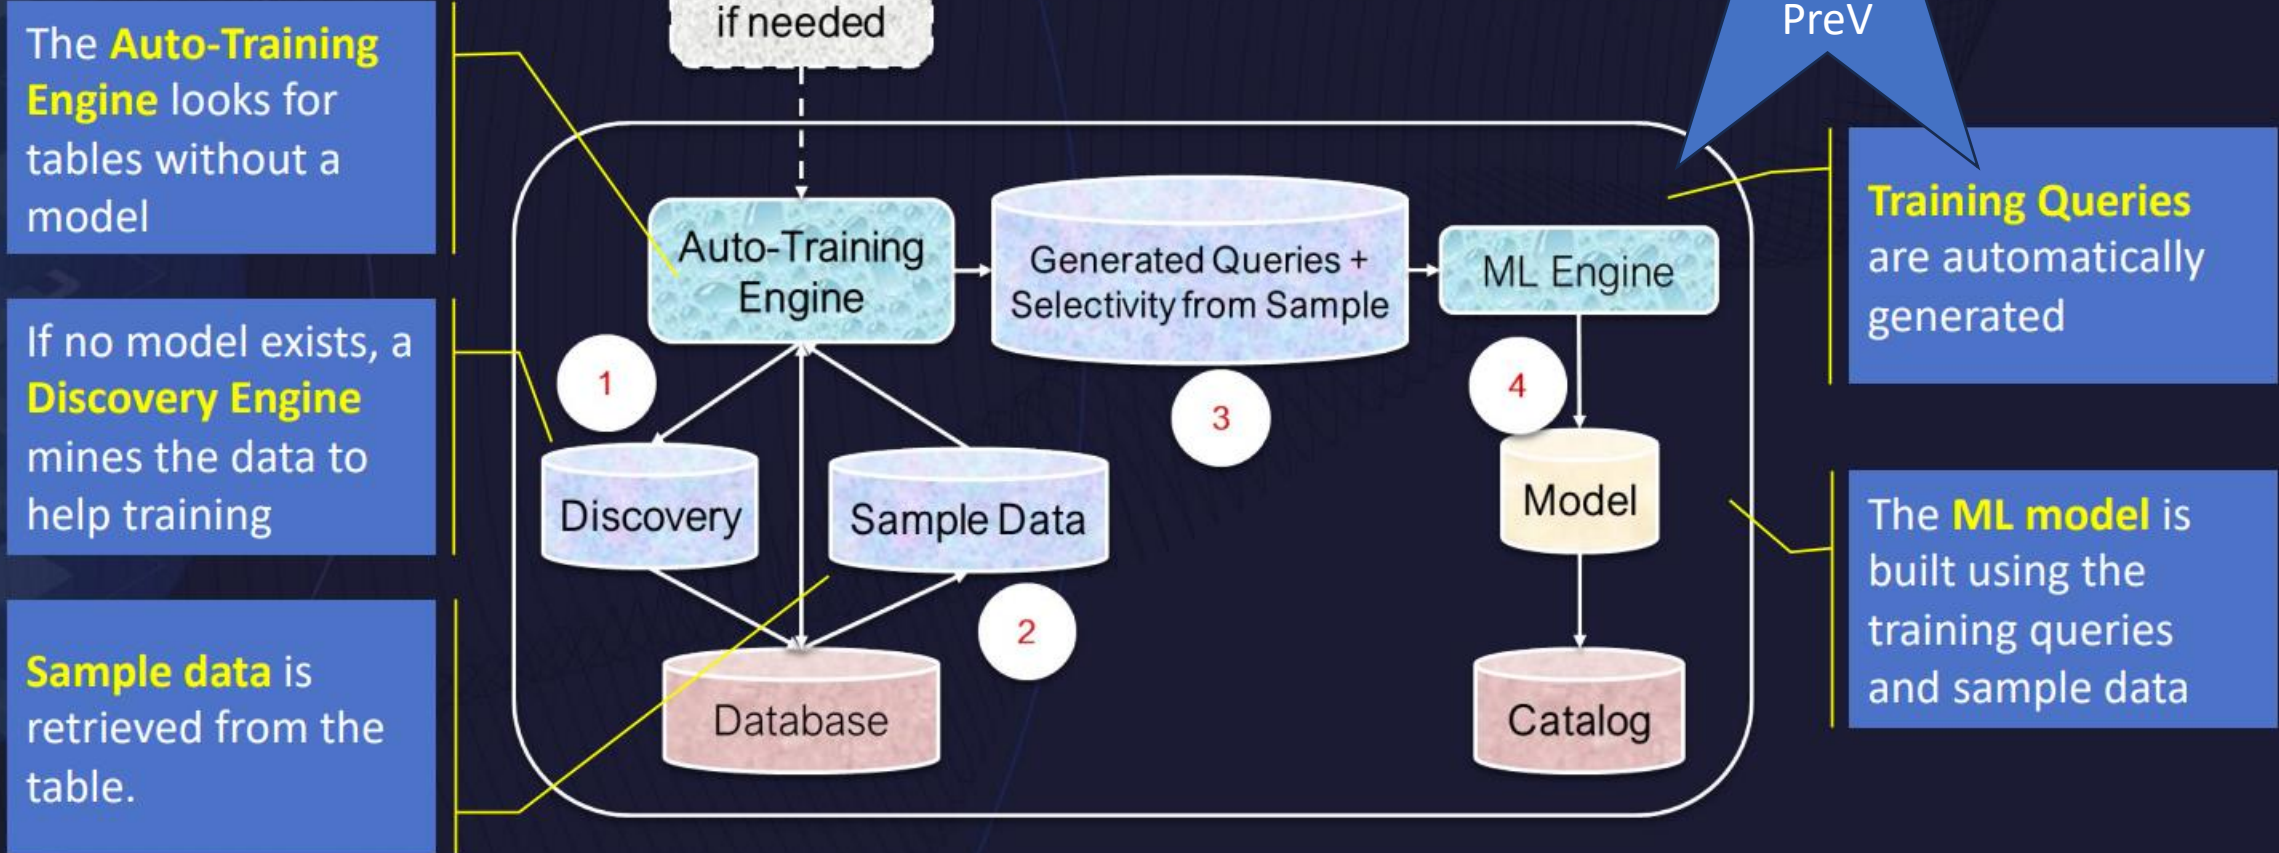 The Auto-Training
Engine looks for
tables without a
model
If no model exists, a
Discovery Engine
mines the data to
help training
Sample data is
retrieved from the
table.
if needed
Auto-Training
Engine
Generated Queries +
Selectivity from Sample
ML Engine
1
3
4
Discovery
Sample Data
Model
2
Database
Catalog
PreV
Training Queries
are automatically
generated
The ML model is
built using the
training queries
and sample data